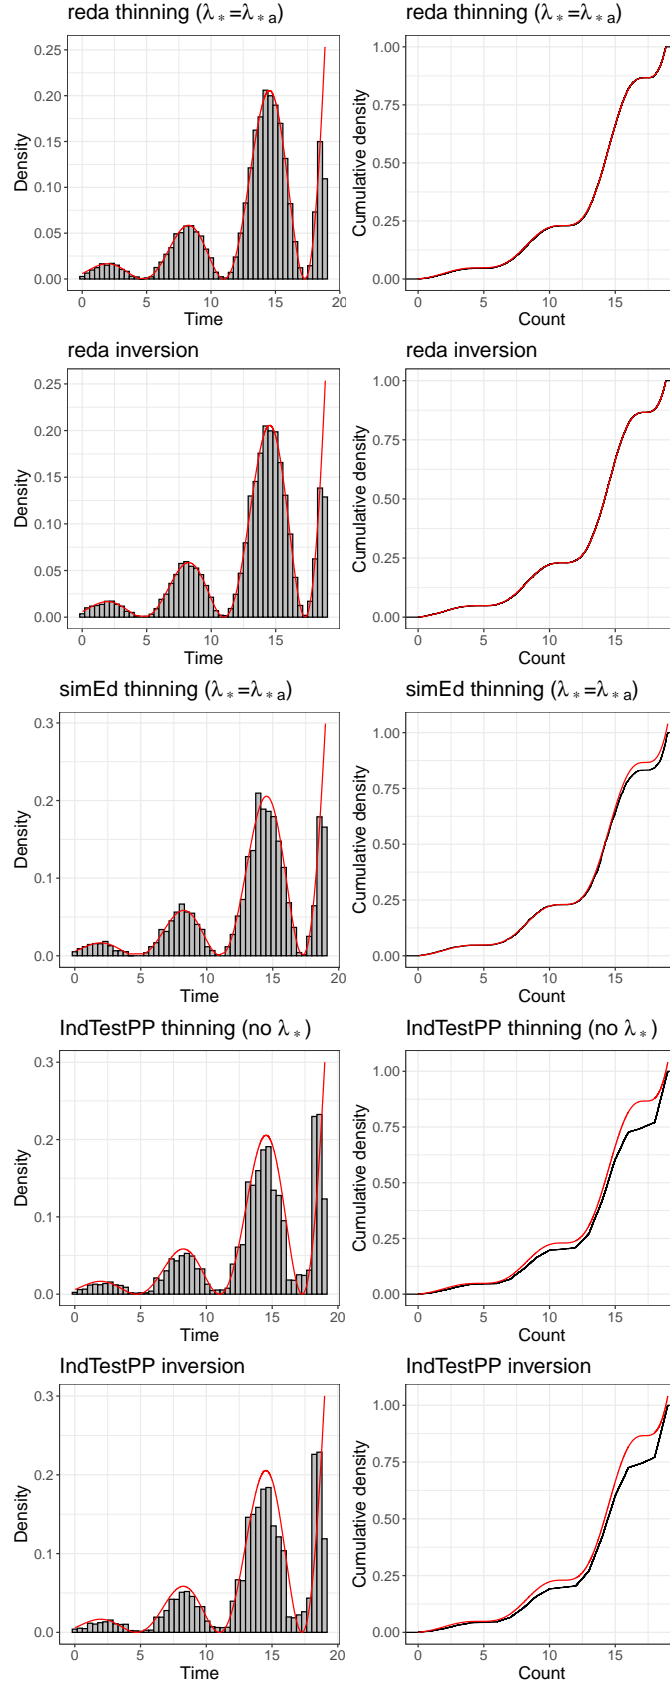 reda thinning (λ*=λ*a)
reda thinning (λ*=λ*a)
Density
0.25
0.20
0.15
0.10
0.05
0.00
0 5 10 15 20
Time
Cumulative density
1.00
0.75
0.50
0.25
0.00
0 5 10 15
Count
reda inversion
reda inversion
Density
0.25
0.20
0.15
0.10
0.05
0.00
0 5 10 15 20
Time
Cumulative density
1.00
0.75
0.50
0.25
0.00
0 5 10 15
Count
simEd thinning (λ*=λ*a)
simEd thinning (λ*=λ*a)
Density
0.3
0.2
0.1
0.0
0 5 10 15 20
Time
Cumulative density
1.00
0.75
0.50
0.25
0.00
0 5 10 15
Count
IndTestPP thinning (no λ*)
IndTestPP thinning (no λ*)
Density
0.3
0.2
0.1
0.0
0 5 10 15 20
Time
Cumulative density
1.00
0.75
0.50
0.25
0.00
0 5 10 15
Count
IndTestPP inversion
IndTestPP inversion
Density
0.3
0.2
0.1
0.0
0 5 10 15 20
Time
Cumulative density
1.00
0.75
0.50
0.25
0.00
0 5 10 15
Count